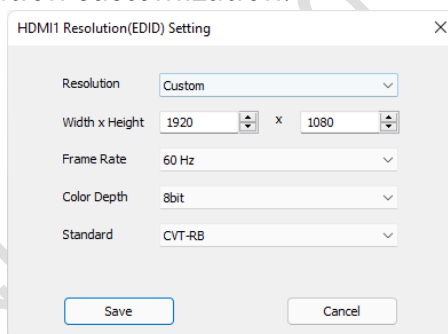 HDMI1 Resolution(EDID) Setting
Resolution Custom
Width x Height 1920 x 1080
Frame Rate 60 Hz
Color Depth 8bit
Standard CVT-RB
Save Cancel